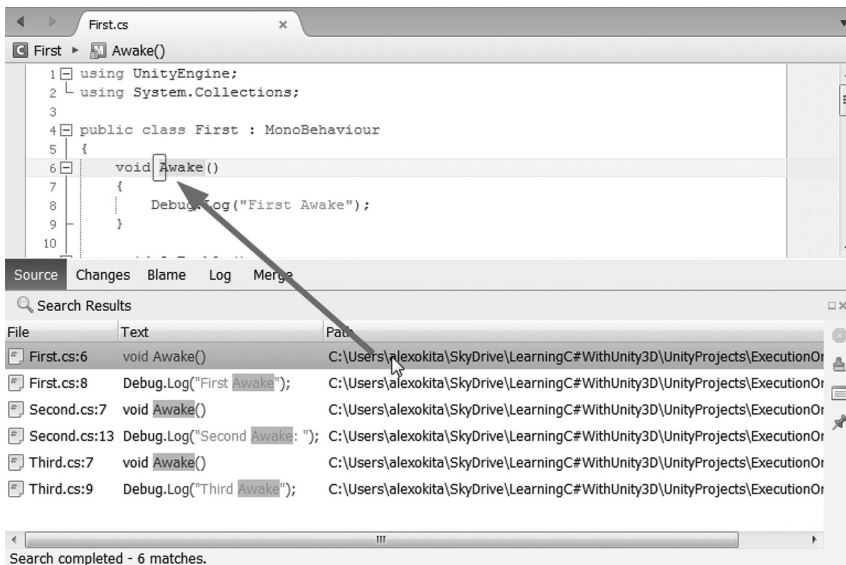 First.cs
First ▸ Awake()
1 using UnityEngine;
2 using System.Collections;
3
4 public class First : MonoBehaviour
5 {
6 void Awake()
7 {
8 Debug.Log("First Awake");
9 }
10
Source Changes Blame Log Merge
Search Results
File Text Path
First.cs:6 void Awake() C:\Users\alexokita\SkyDrive\LearningC#WithUnity3D\UnityProjects\ExecutionOr
First.cs:8 Debug.Log("First Awake"); C:\Users\alexokita\SkyDrive\LearningC#WithUnity3D\UnityProjects\ExecutionOr
Second.cs:7 void Awake() C:\Users\alexokita\SkyDrive\LearningC#WithUnity3D\UnityProjects\ExecutionOr
Second.cs:13 Debug.Log("Second Awake: "); C:\Users\alexokita\SkyDrive\LearningC#WithUnity3D\UnityProjects\ExecutionOr
Third.cs:7 void Awake() C:\Users\alexokita\SkyDrive\LearningC#WithUnity3D\UnityProjects\ExecutionOr
Third.cs:9 Debug.Log("Third Awake"); C:\Users\alexokita\SkyDrive\LearningC#WithUnity3D\UnityProjects\ExecutionOr
Search completed - 6 matches.